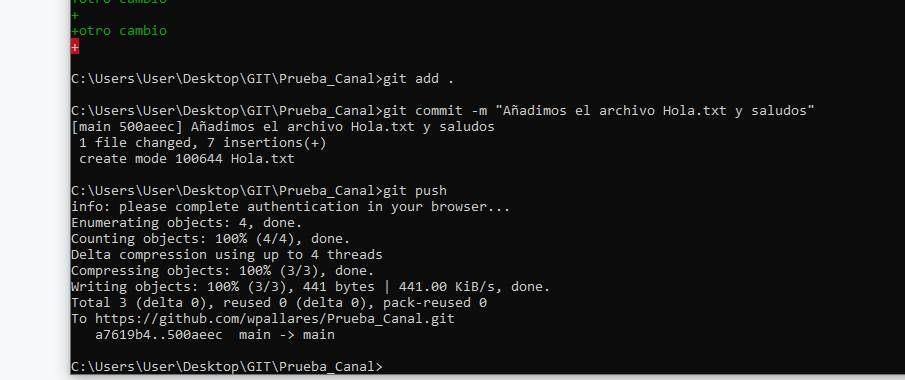 +otro cambio
+
+otro cambio
+
C:\Users\User\Desktop\GIT\Prueba_Canal>git add .
C:\Users\User\Desktop\GIT\Prueba_Canal>git commit -m "Añadimos el archivo Hola.txt y saludos"
[main 500aeec] Añadimos el archivo Hola.txt y saludos
 1 file changed, 7 insertions(+)
 create mode 100644 Hola.txt
C:\Users\User\Desktop\GIT\Prueba_Canal>git push
info: please complete authentication in your browser...
Enumerating objects: 4, done.
Counting objects: 100% (4/4), done.
Delta compression using up to 4 threads
Compressing objects: 100% (3/3), done.
Writing objects: 100% (3/3), 441 bytes | 441.00 KiB/s, done.
Total 3 (delta 0), reused 0 (delta 0), pack-reused 0
To https://github.com/wpallares/Prueba_Canal.git
   a7619b4..500aeec  main -> main
C:\Users\User\Desktop\GIT\Prueba_Canal>